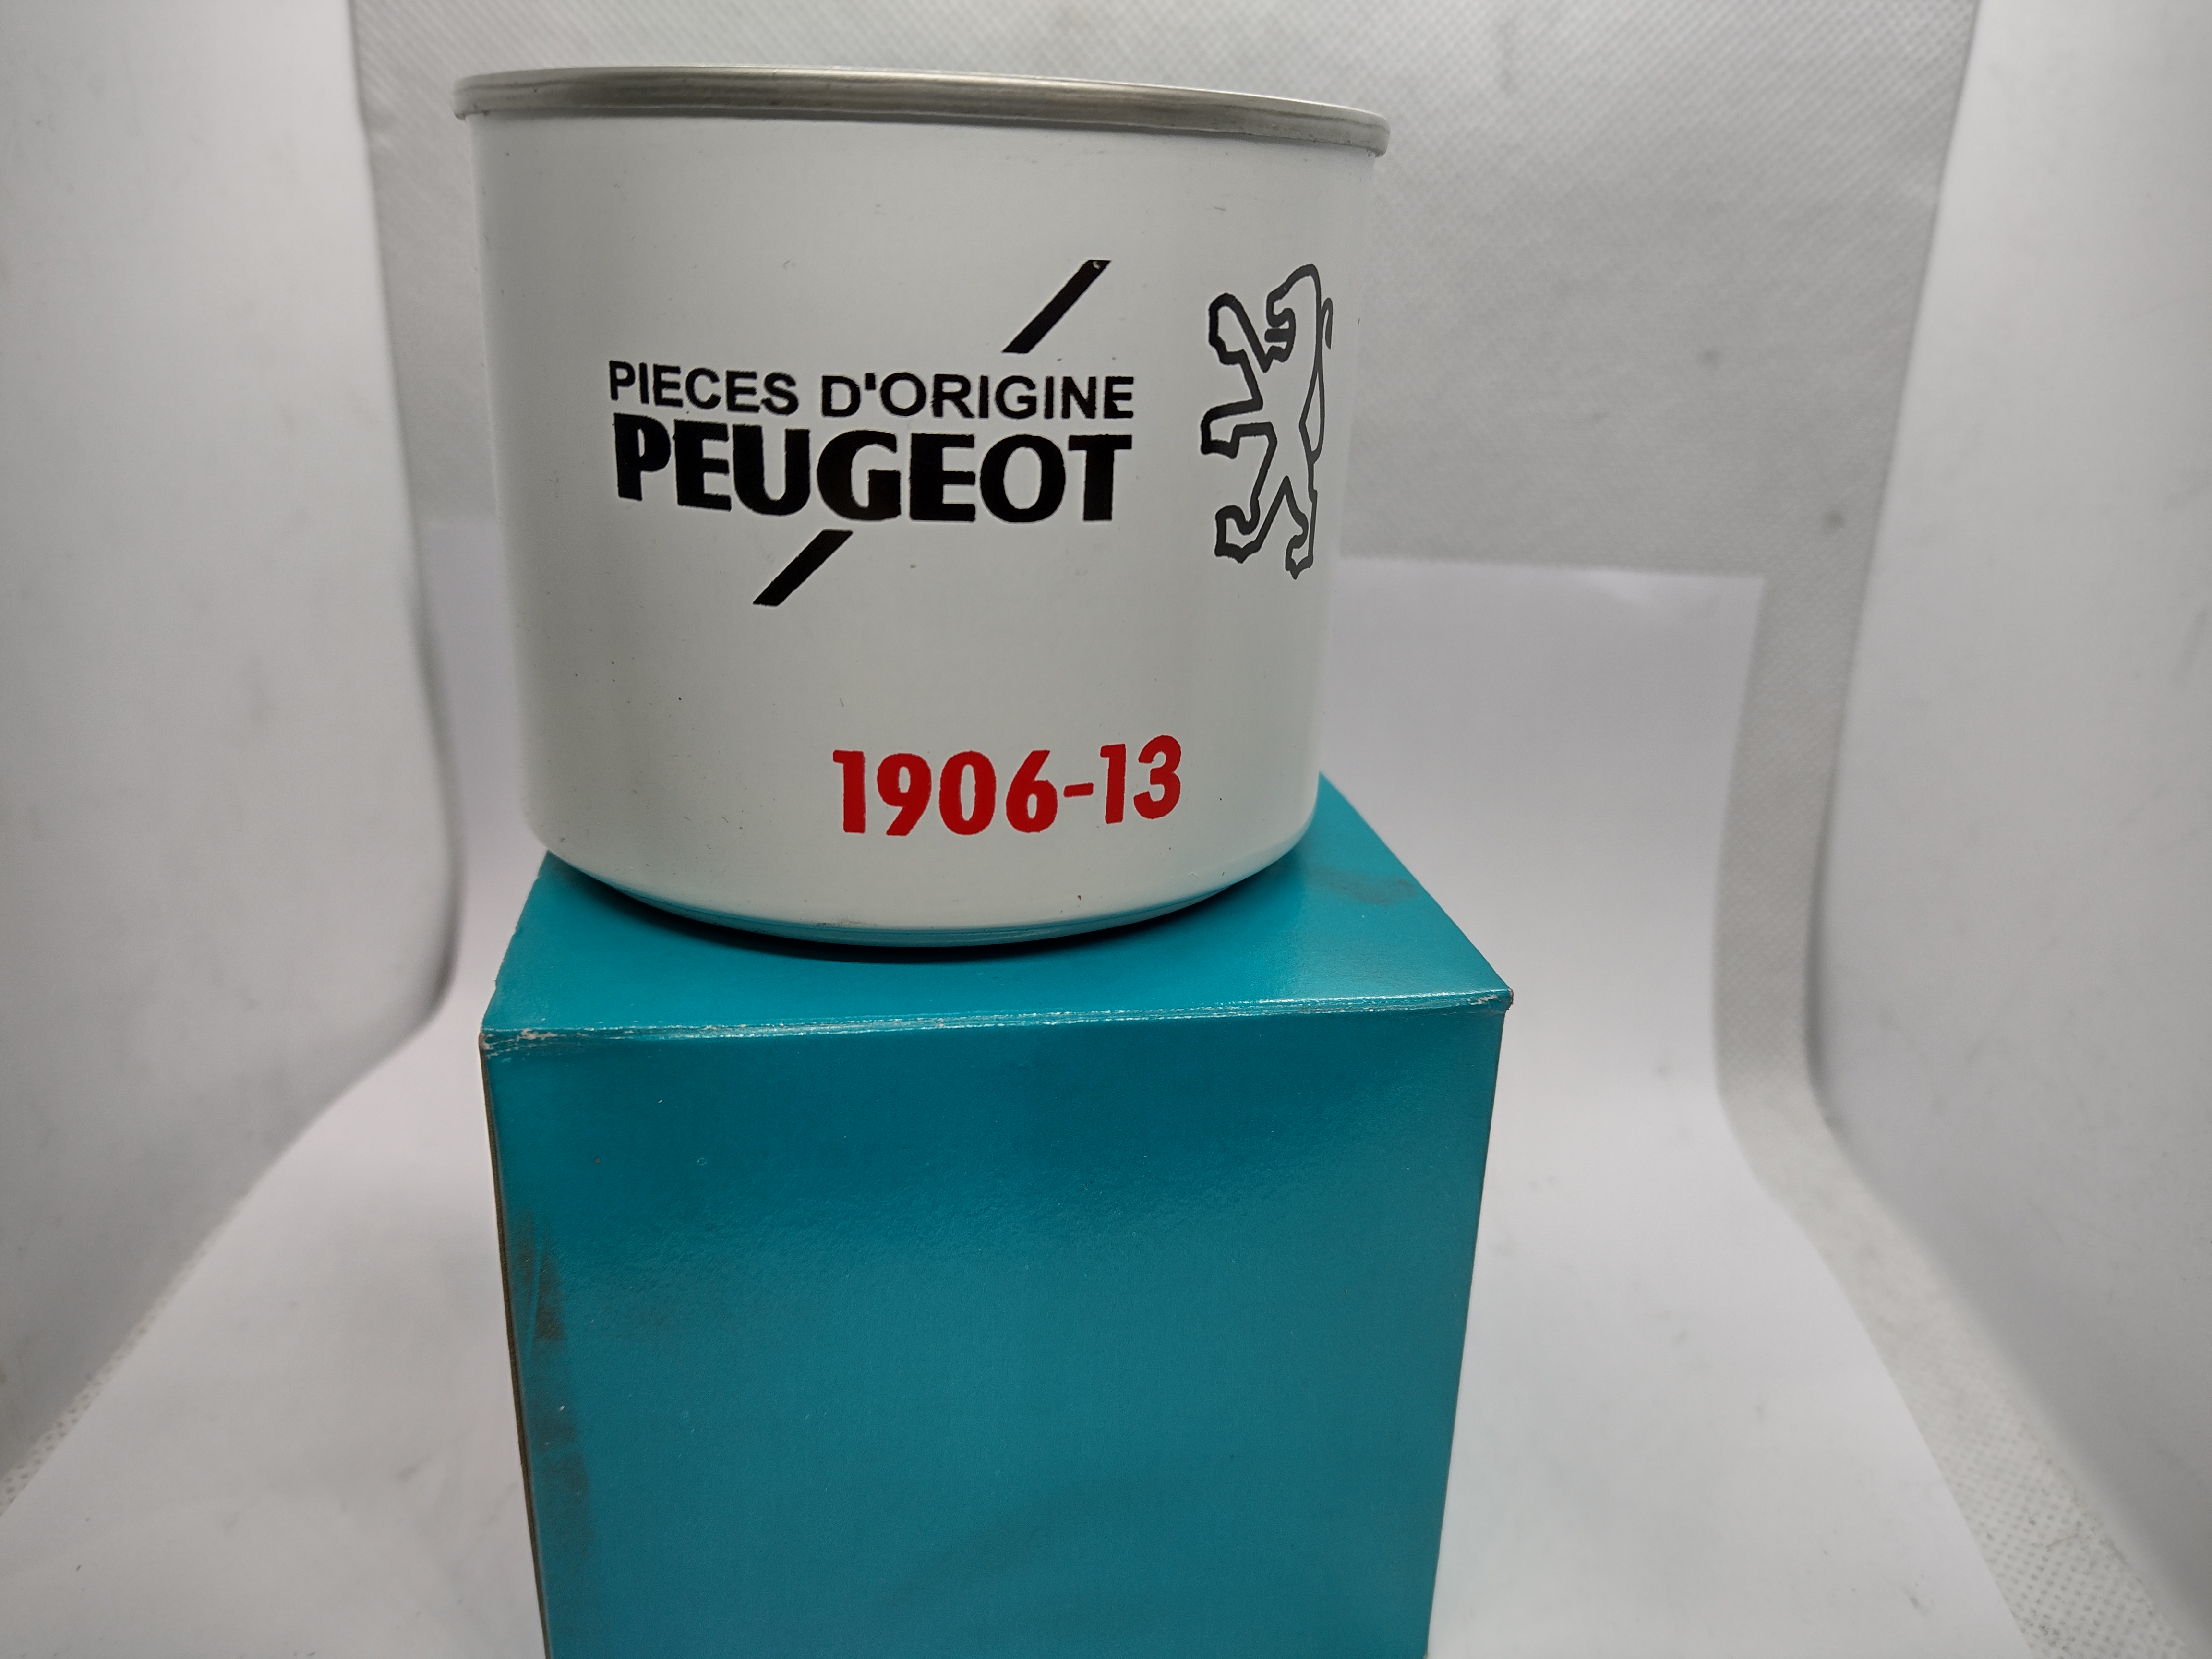 PIECES D'ORIGINE
PEUGEOT
1906-13